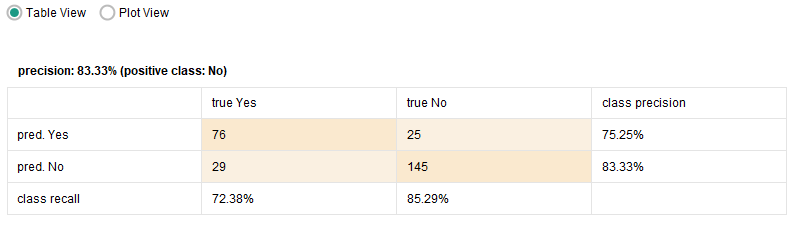 Table View Plot View
precision: 83.33% (positive class: No)
true Yes true No class precision
pred. Yes 76 25 75.25%
pred. No 29 145 83.33%
class recall 72.38% 85.29%